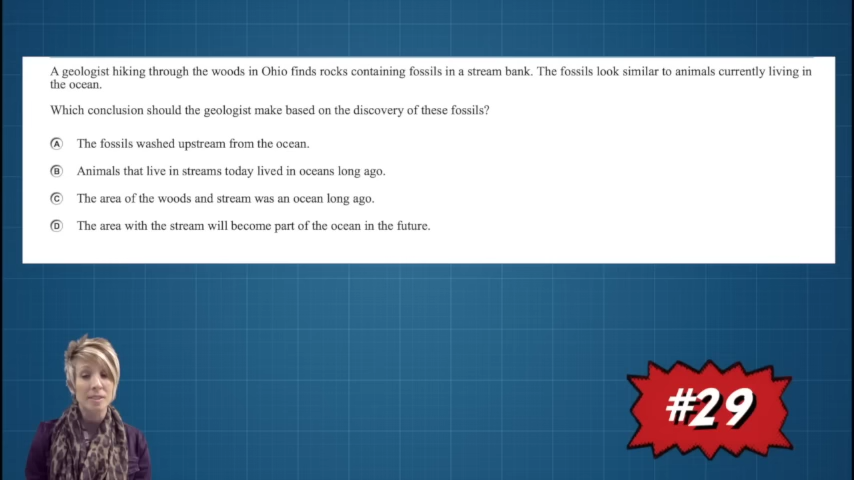 A geologist hiking through the woods in Ohio finds rocks containing fossils in a stream bank. The fossils look similar to animals currently living in
the ocean.
Which conclusion should the geologist make based on the discovery of these fossils?
A The fossils washed upstream from the ocean.
B Animals that live in streams today lived in oceans long ago.
C The area of the woods and stream was an ocean long ago.
D The area with the stream will become part of the ocean in the future.
#29